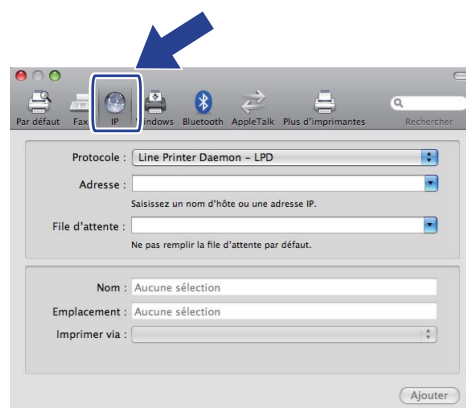 Par défaut Fax IP Windows Bluetooth AppleTalk Plus d'imprimantes Rechercher
Protocole : Line Printer Daemon – LPD
Adresse :
Saisissez un nom d'hôte ou une adresse IP.
File d'attente :
Ne pas remplir la file d'attente par défaut.
Nom : Aucune sélection
Emplacement : Aucune sélection
Imprimer via :
Ajouter